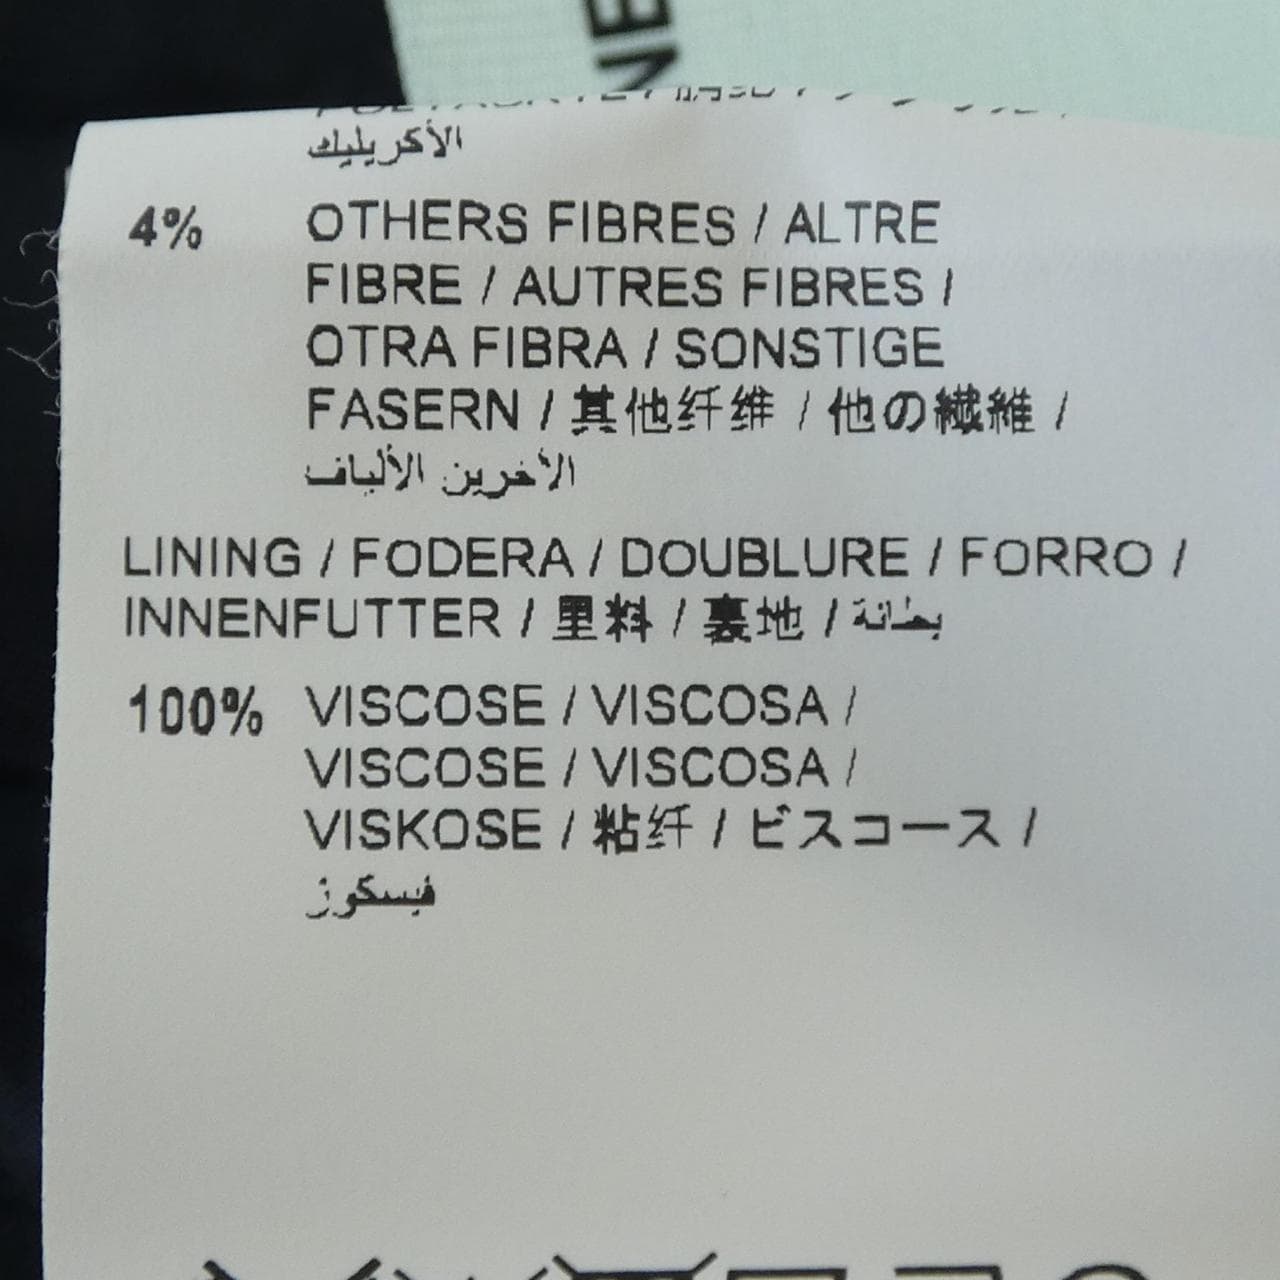 NE
الأكريليك
4% OTHERS FIBRES / ALTRE
FIBRE / AUTRES FIBRES /
OTRA FIBRA / SONSTIGE
FASERN / 其他纤维 / 他の繊維 /
الأخرين الألياف
LINING / FODERA / DOUBLURE / FORRO /
INNENFUTTER / 里料 / 裏地 / بطانة
100% VISCOSE / VISCOSA /
VISCOSE / VISCOSA /
VISKOSE / 粘纤 / ビスコース /
فيسكوز